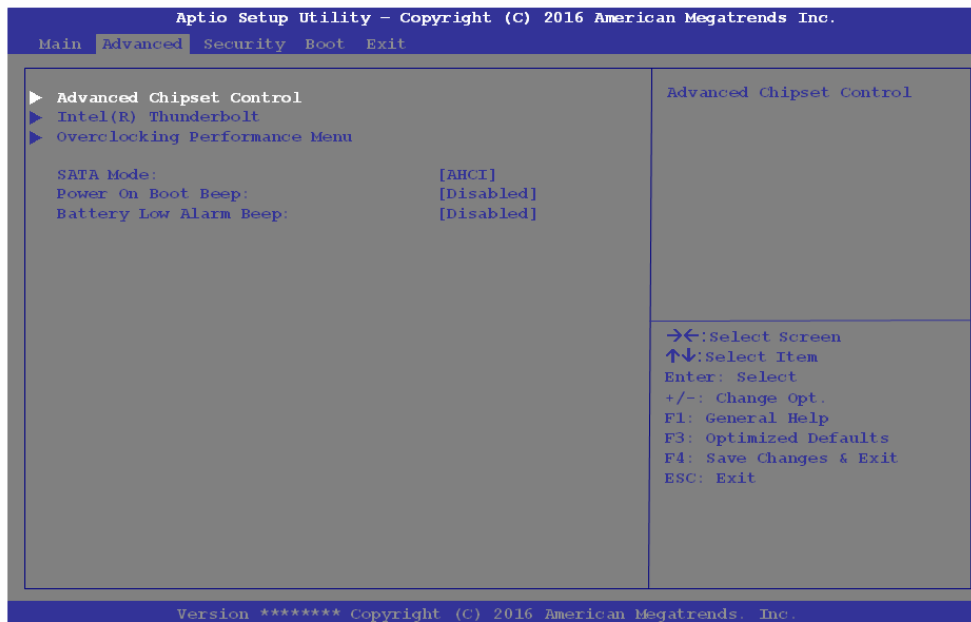 Aptio Setup Utility – Copyright (C) 2016 American Megatrends Inc.
Main Advanced Security Boot Exit
Advanced Chipset Control
Intel(R) Thunderbolt
Overclocking Performance Menu
SATA Mode: [AHCI]
Power On Boot Beep: [Disabled]
Battery Low Alarm Beep: [Disabled]
Advanced Chipset Control
→←:Select Screen
↑↓:Select Item
Enter: Select
+/-: Change Opt.
F1: General Help
F3: Optimized Defaults
F4: Save Changes & Exit
ESC: Exit
Version ******** Copyright (C) 2016 American Megatrends. Inc.